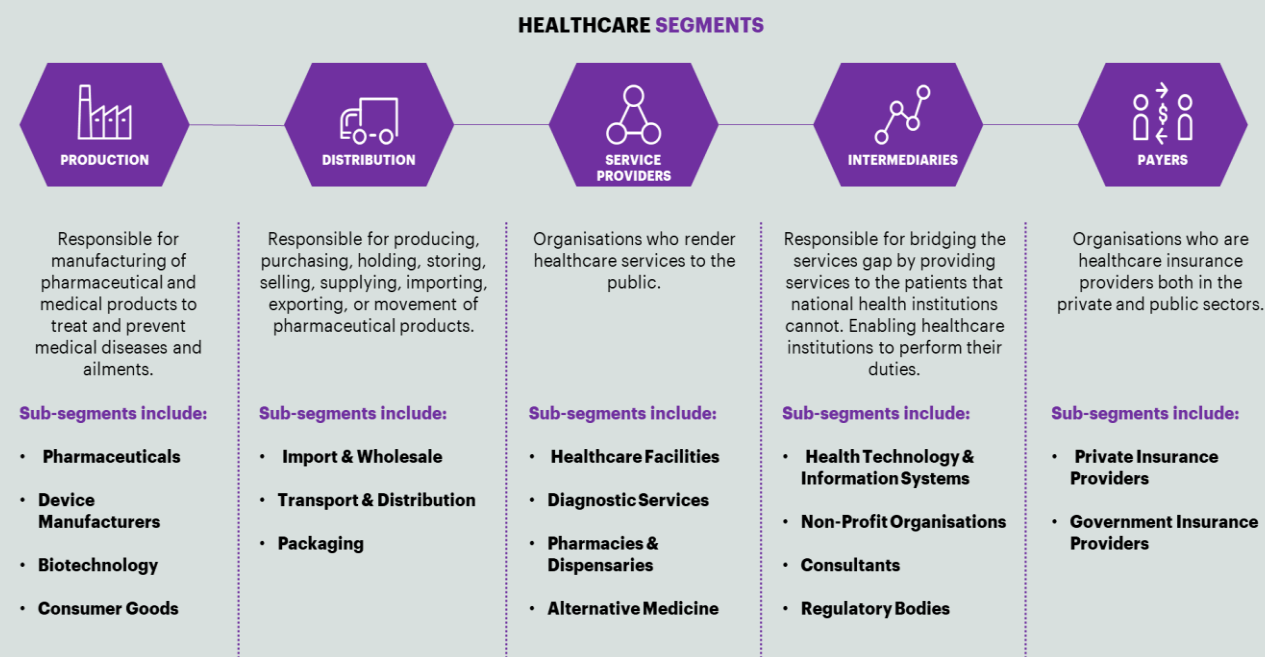 HEALTHCARE SEGMENTS
PRODUCTION
DISTRIBUTION
SERVICE
PROVIDERS
INTERMEDIARIES
$
PAYERS
Responsible for
manufacturing of
pharmaceutical and
medical products to
treat and prevent
medical diseases and
ailments.
Sub-segments include:
• Pharmaceuticals
• Device
Manufacturers
• Biotechnology
• Consumer Goods
Responsible for producing,
purchasing, holding, storing,
selling, supplying, importing,
exporting, or movement of
pharmaceutical products.
Sub-segments include:
• Import & Wholesale
• Transport & Distribution
• Packaging
Organisations who render
healthcare services to the
public.
Sub-segments include:
• Healthcare Facilities
• Diagnostic Services
• Pharmacies &
Dispensaries
• Alternative Medicine
Responsible for bridging the
services gap by providing
services to the patients that
national health institutions
cannot. Enabling healthcare
institutions to perform their
duties.
Sub-segments include:
• Health Technology &
Information Systems
• Non-Profit Organisations
• Consultants
• Regulatory Bodies
Organisations who are
healthcare insurance
providers both in the
private and public sectors.
Sub-segments include:
• Private Insurance
Providers
• Government Insurance
Providers